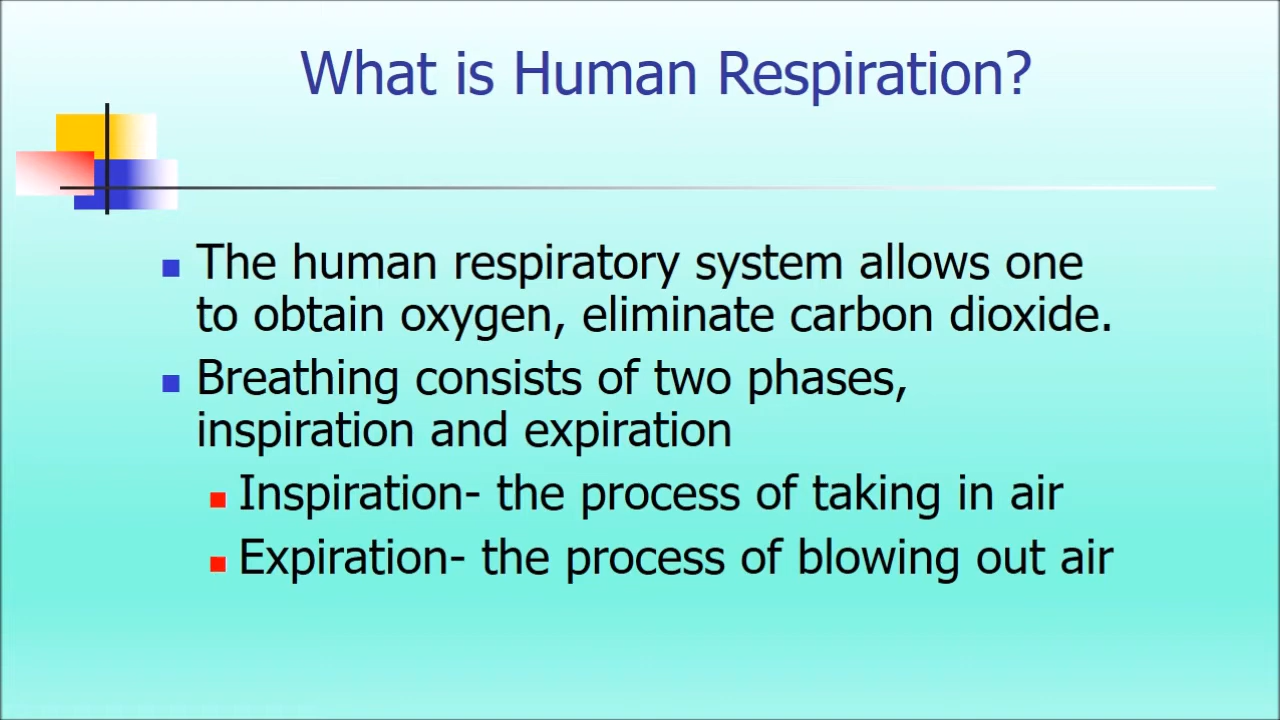 What is Human Respiration?
The human respiratory system allows one
to obtain oxygen, eliminate carbon dioxide.
Breathing consists of two phases,
inspiration and expiration
Inspiration- the process of taking in air
Expiration- the process of blowing out air